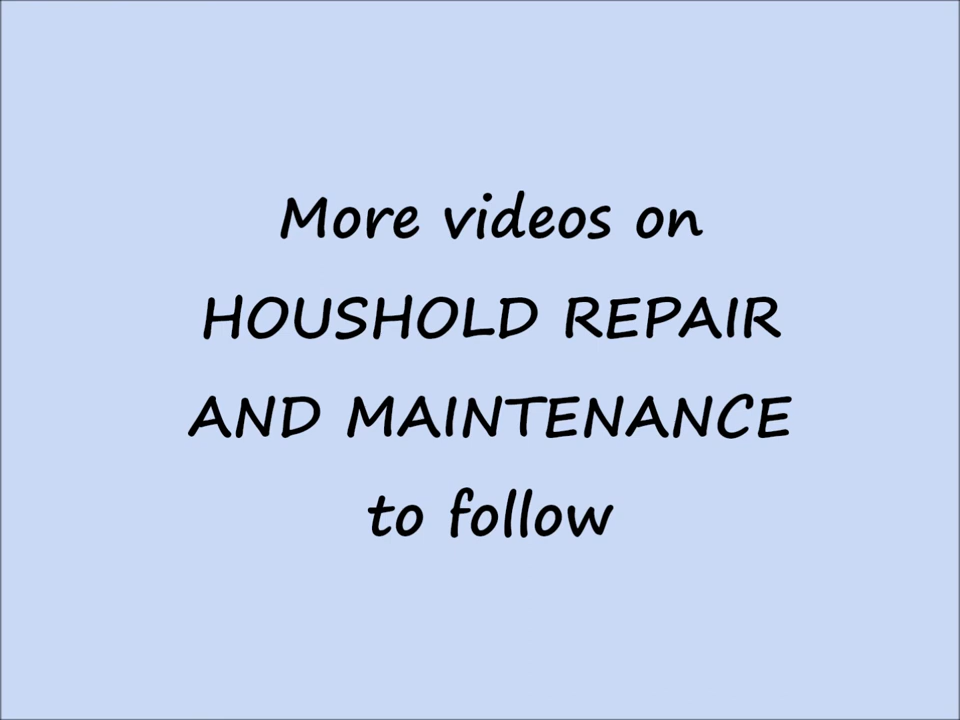 More videos on
HOUSHOLD REPAIR
AND MAINTENANCE
to follow